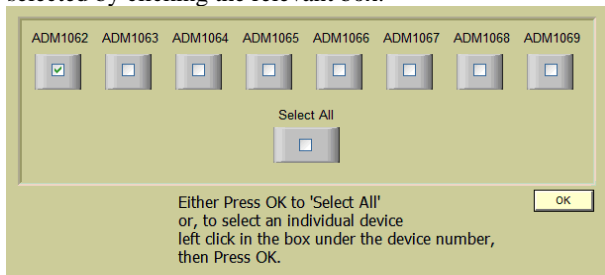 selected by clicking the relevant box.
ADM1062 ADM1063 ADM1064 ADM1065 ADM1066 ADM1067 ADM1068 ADM1069
Select All
Either Press OK to 'Select All'
OK
or, to select an individual device
left click in the box under the device number,
then Press OK.